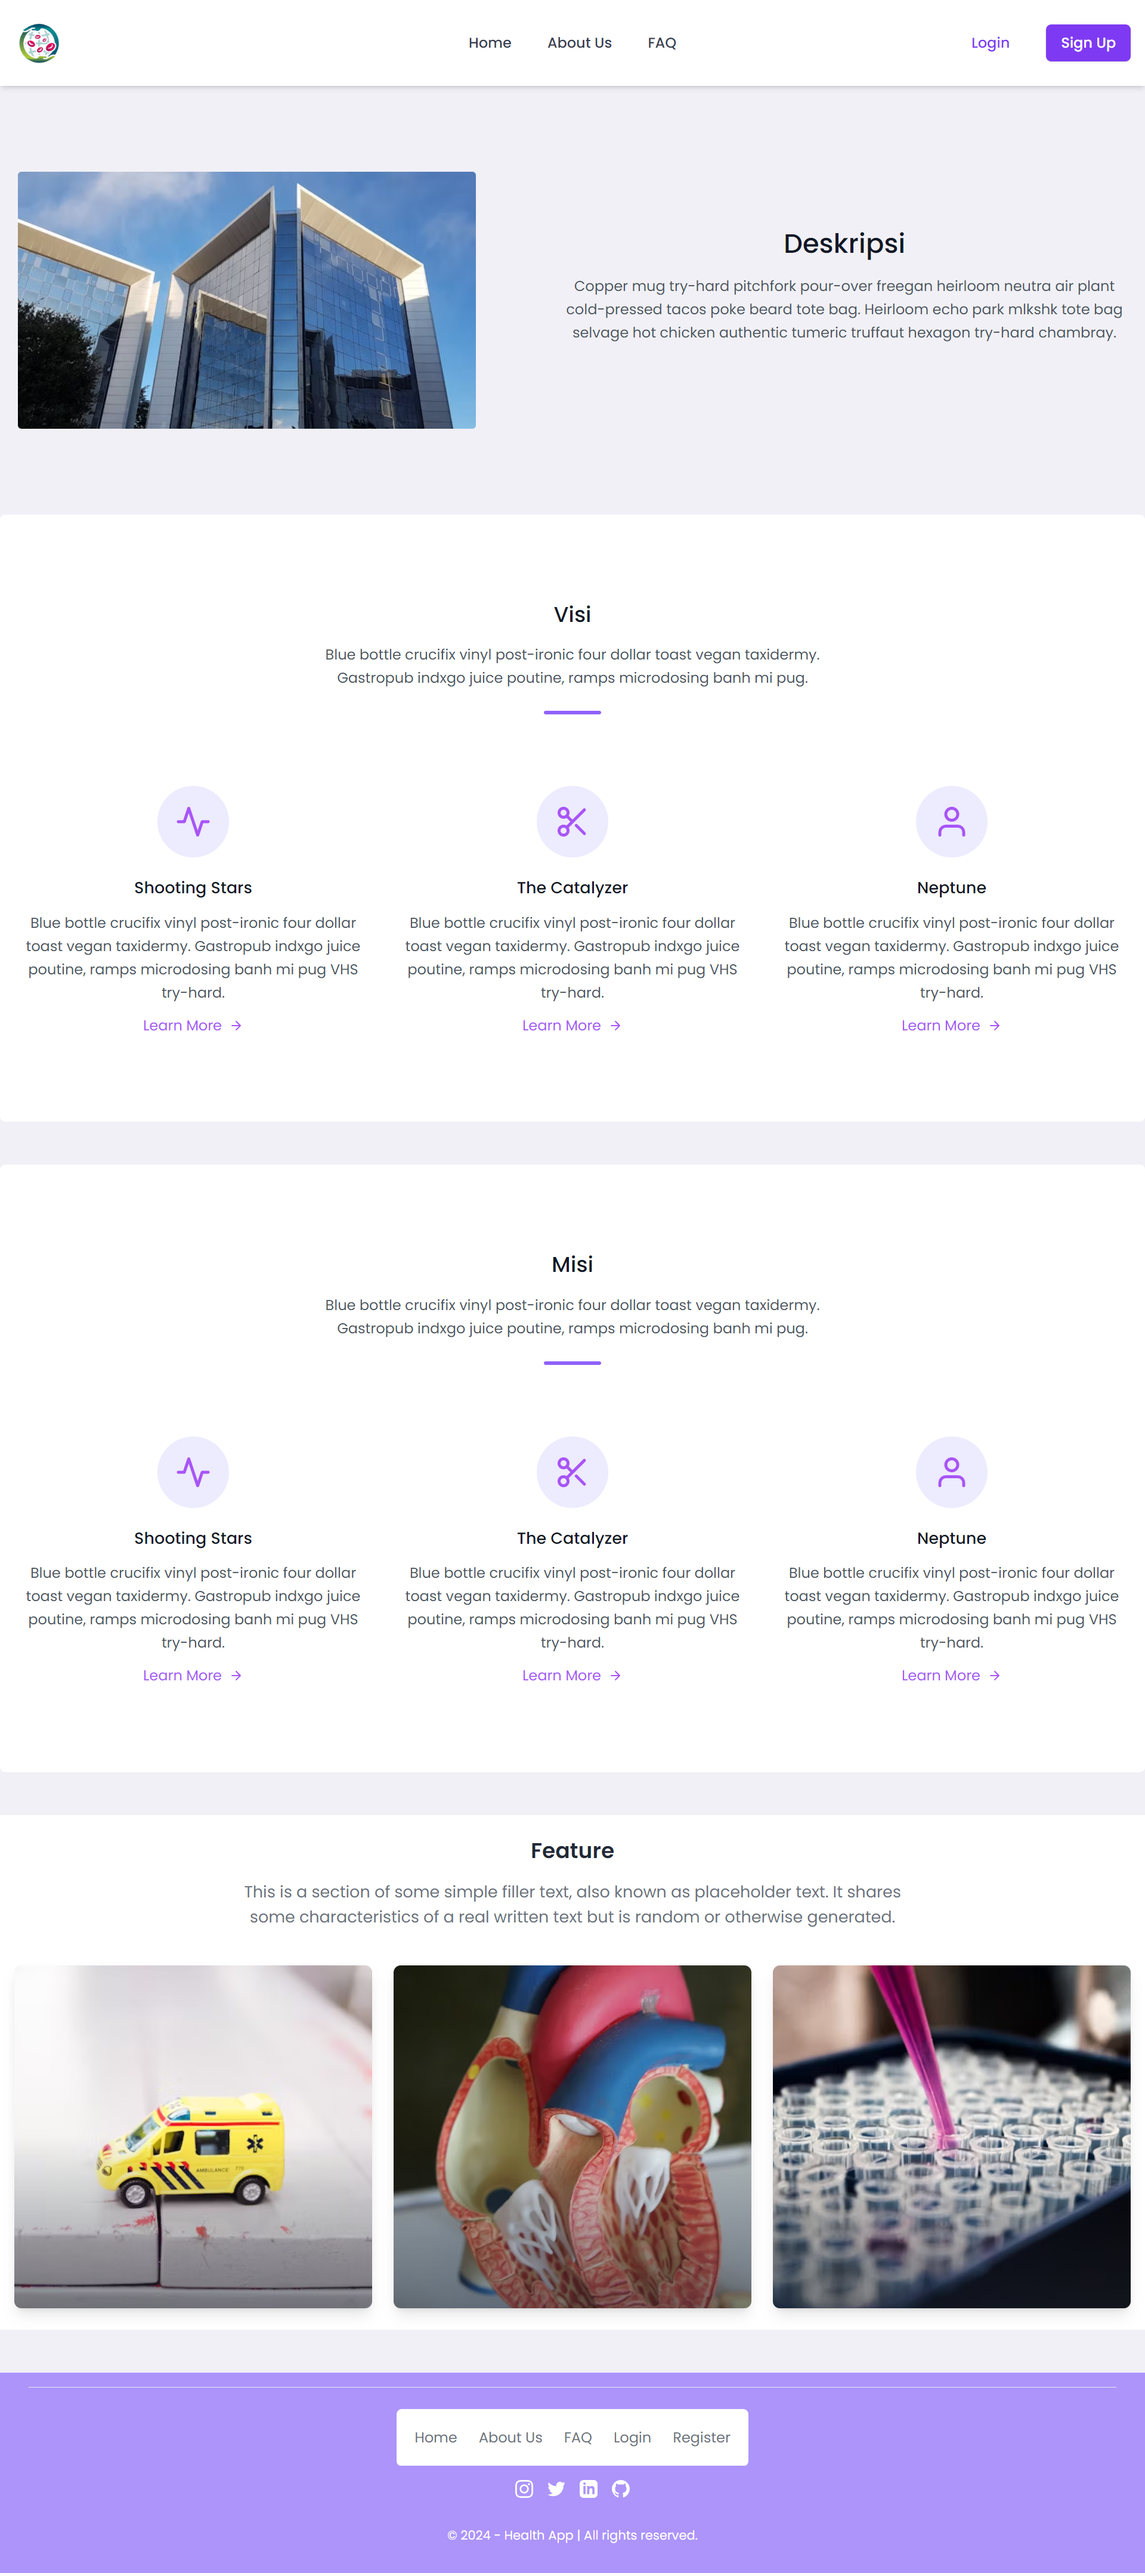 Home About Us FAQ Login Sign Up
Deskripsi
Copper mug try-hard pitchfork pour-over freegan heirloom neutra air plant
cold-pressed tacos poke beard tote bag. Heirloom echo park mlkshk tote bag
selvage hot chicken authentic tumeric truffaut hexagon try-hard chambray.
Visi
Blue bottle crucifix vinyl post-ironic four dollar toast vegan taxidermy.
Gastropub indxgo juice poutine, ramps microdosing banh mi pug.
Shooting Stars
Blue bottle crucifix vinyl post-ironic four dollar
toast vegan taxidermy. Gastropub indxgo juice
poutine, ramps microdosing banh mi pug VHS
try-hard.
Learn More
The Catalyzer
Blue bottle crucifix vinyl post-ironic four dollar
toast vegan taxidermy. Gastropub indxgo juice
poutine, ramps microdosing banh mi pug VHS
try-hard.
Learn More
Neptune
Blue bottle crucifix vinyl post-ironic four dollar
toast vegan taxidermy. Gastropub indxgo juice
poutine, ramps microdosing banh mi pug VHS
try-hard.
Learn More
Misi
Blue bottle crucifix vinyl post-ironic four dollar toast vegan taxidermy.
Gastropub indxgo juice poutine, ramps microdosing banh mi pug.
Shooting Stars
Blue bottle crucifix vinyl post-ironic four dollar
toast vegan taxidermy. Gastropub indxgo juice
poutine, ramps microdosing banh mi pug VHS
try-hard.
Learn More
The Catalyzer
Blue bottle crucifix vinyl post-ironic four dollar
toast vegan taxidermy. Gastropub indxgo juice
poutine, ramps microdosing banh mi pug VHS
try-hard.
Learn More
Neptune
Blue bottle crucifix vinyl post-ironic four dollar
toast vegan taxidermy. Gastropub indxgo juice
poutine, ramps microdosing banh mi pug VHS
try-hard.
Learn More
Feature
This is a section of some simple filler text, also known as placeholder text. It shares
some characteristics of a real written text but is random or otherwise generated.
AMBULANCE
Home About Us FAQ Login Register
© 2024 - Health App | All rights reserved.